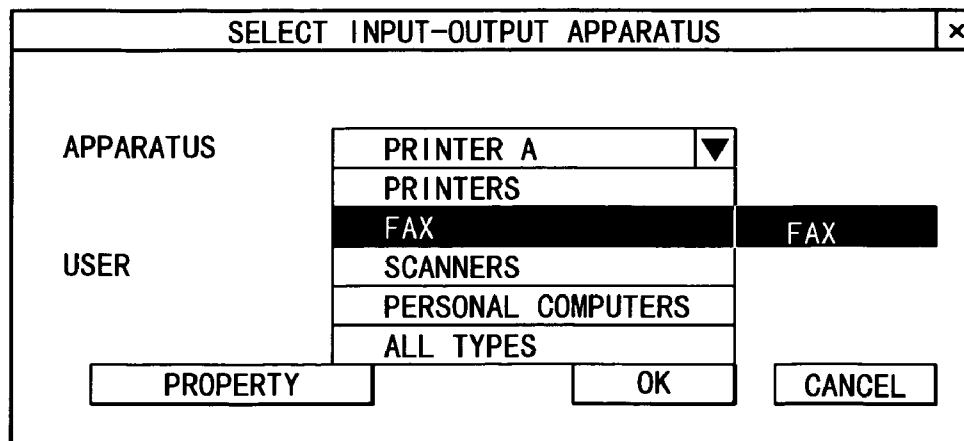 SELECT INPUT-OUTPUT APPARATUS ×
APPARATUS PRINTER A ▼
PRINTERS
FAX FAX
USER SCANNERS
PERSONAL COMPUTERS
ALL TYPES
PROPERTY OK CANCEL